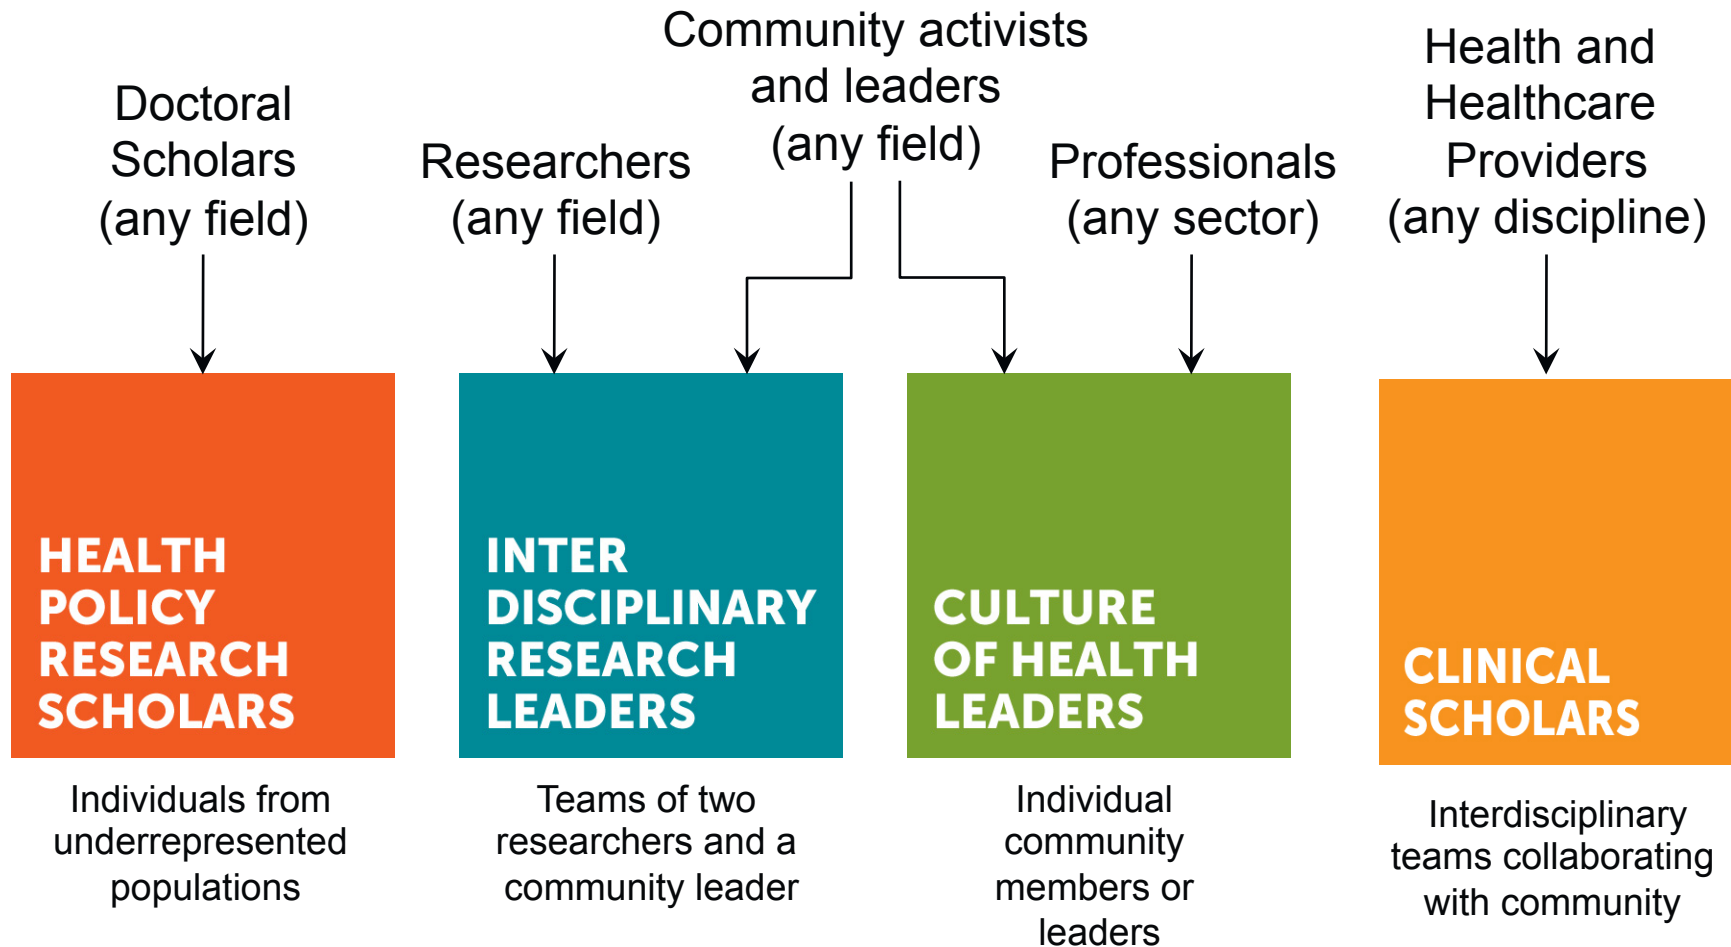 Doctoral
Scholars
(any field)
Researchers
(any field)
Community activists
and leaders
(any field)
Professionals
(any sector)
Health and
Healthcare
Providers
(any discipline)
HEALTH
POLICY
RESEARCH
SCHOLARS
INTER
DISCIPLINARY
RESEARCH
LEADERS
CULTURE
OF HEALTH
LEADERS
CLINICAL
SCHOLARS
Individuals from
underrepresented
populations
Teams of two
researchers and a
community leader
Individual
community
members or
leaders
Interdisciplinary
teams collaborating
with community